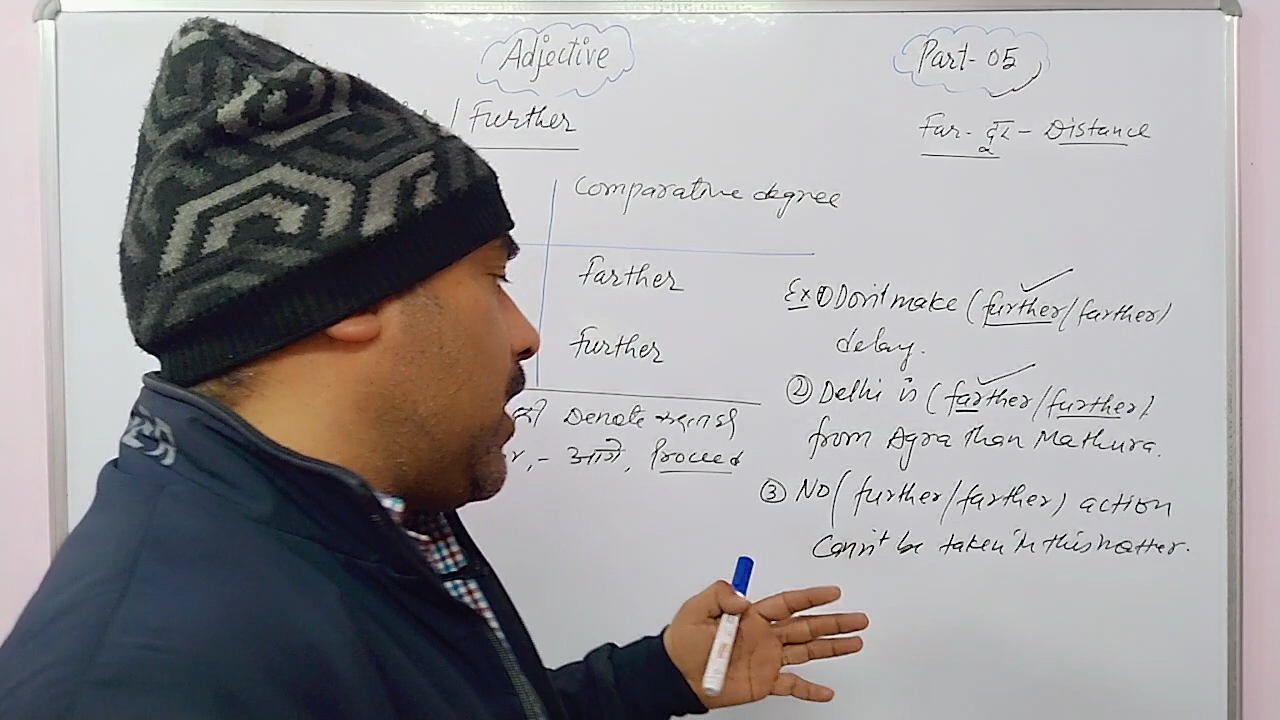 Adjective
Part-05
/ Further
Far - दूर - Distance
Comparative degree
Farther
Further
Ex① Don't make (further/farther)
delay.
② Delhi is (farther/further)
from Agra than Mathura.
③ No (further/farther) action
Can't be taken in this matter.
Denote
- आगे, Proceed